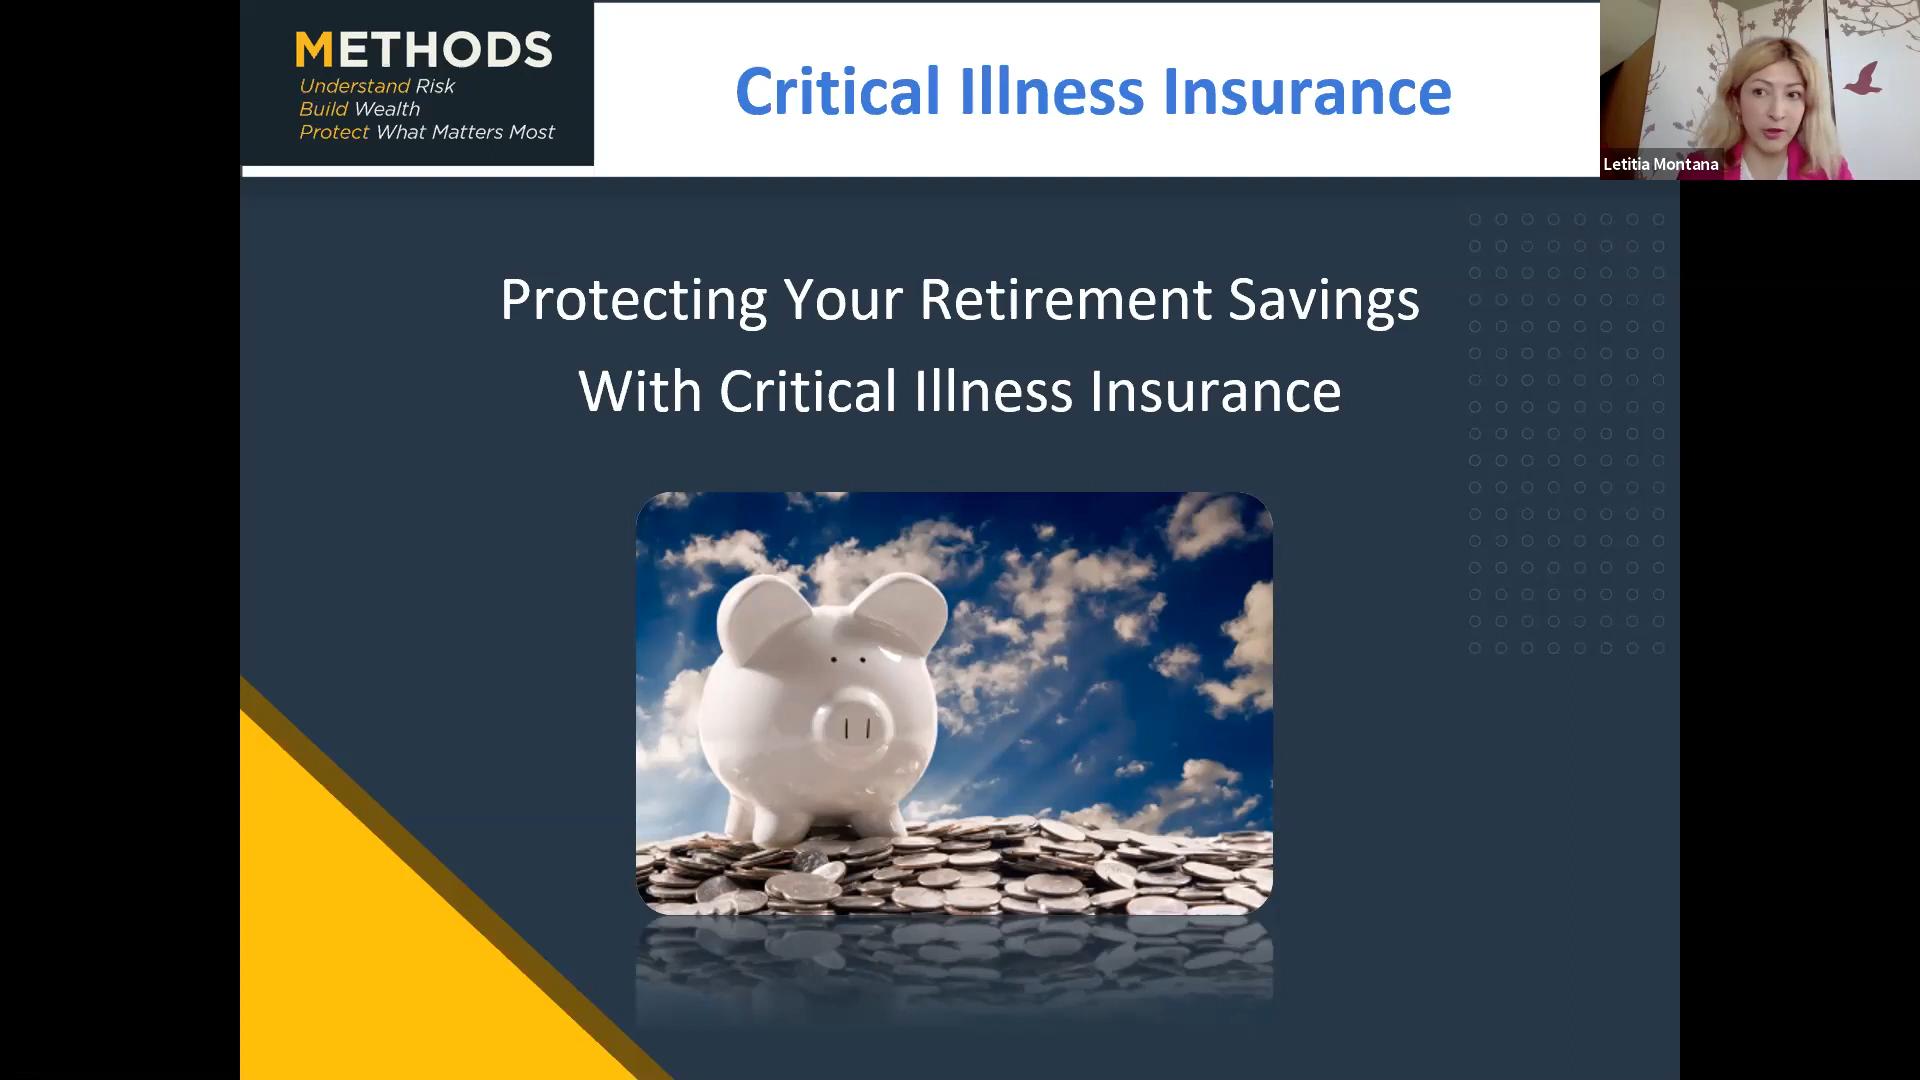 METHODS
Understand Risk
Build Wealth
Protect What Matters Most
Critical Illness Insurance
Letitia Montana
Protecting Your Retirement Savings
With Critical Illness Insurance